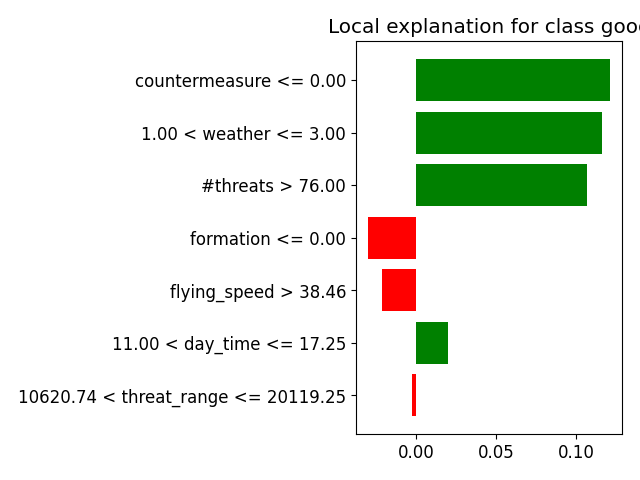 Local explanation for class good
countermeasure <= 0.00
1.00 < weather <= 3.00
#threats > 76.00
formation <= 0.00
flying_speed > 38.46
11.00 < day_time <= 17.25
10620.74 < threat_range <= 20119.25
0.00 0.05 0.10